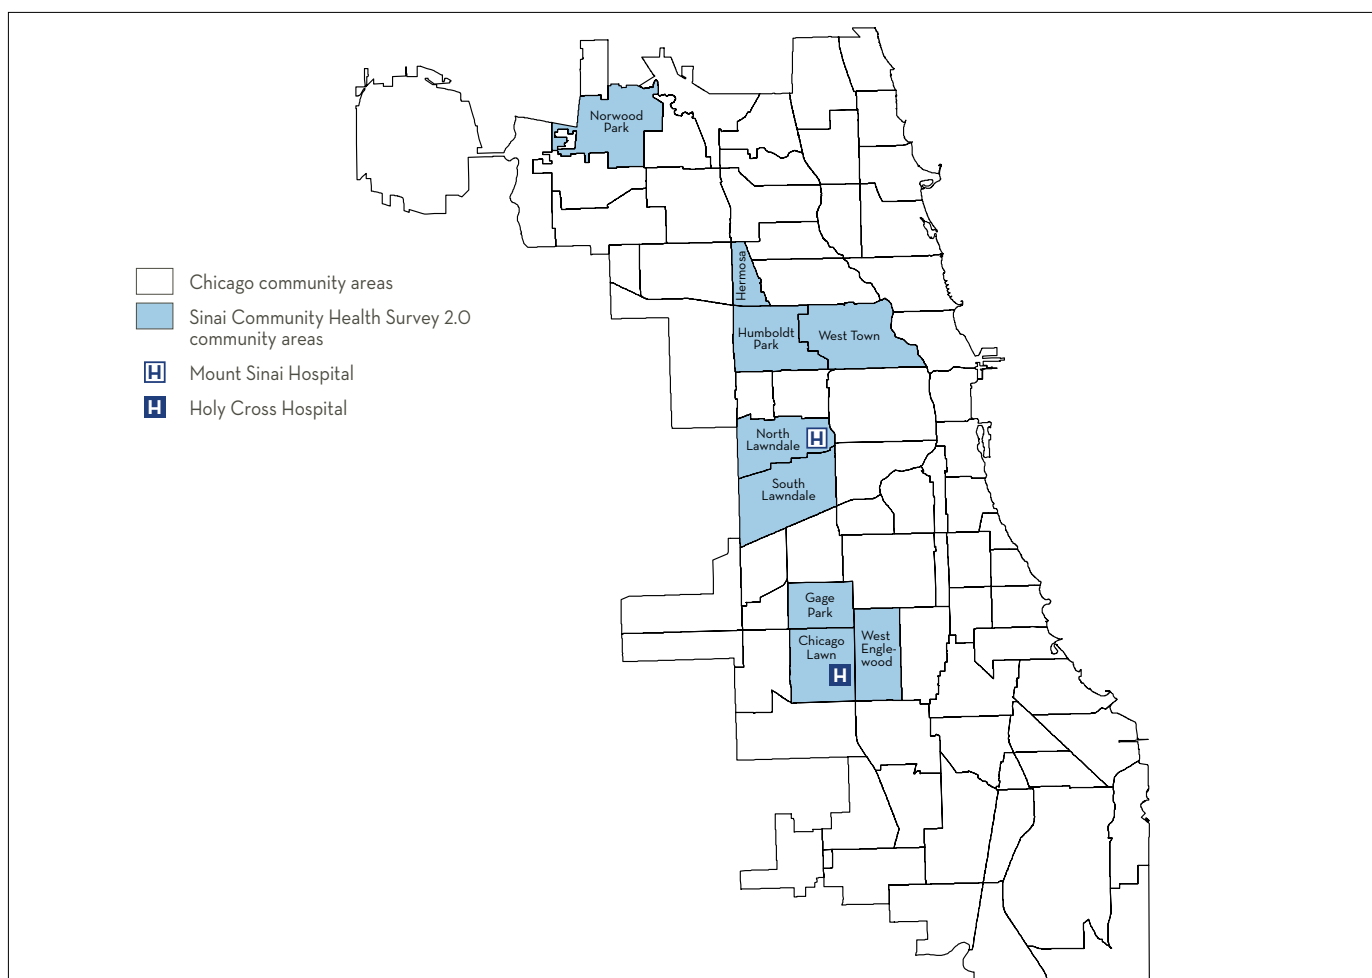 Norwood
Park
Hermosa
Chicago community areas
Sinai Community Health Survey 2.0
community areas
Humboldt
Park
West Town
H Mount Sinai Hospital
H Holy Cross Hospital
North
Lawndale
H
South
Lawndale
Gage
Park
Chicago
Lawn
H
West
Engle-
wood